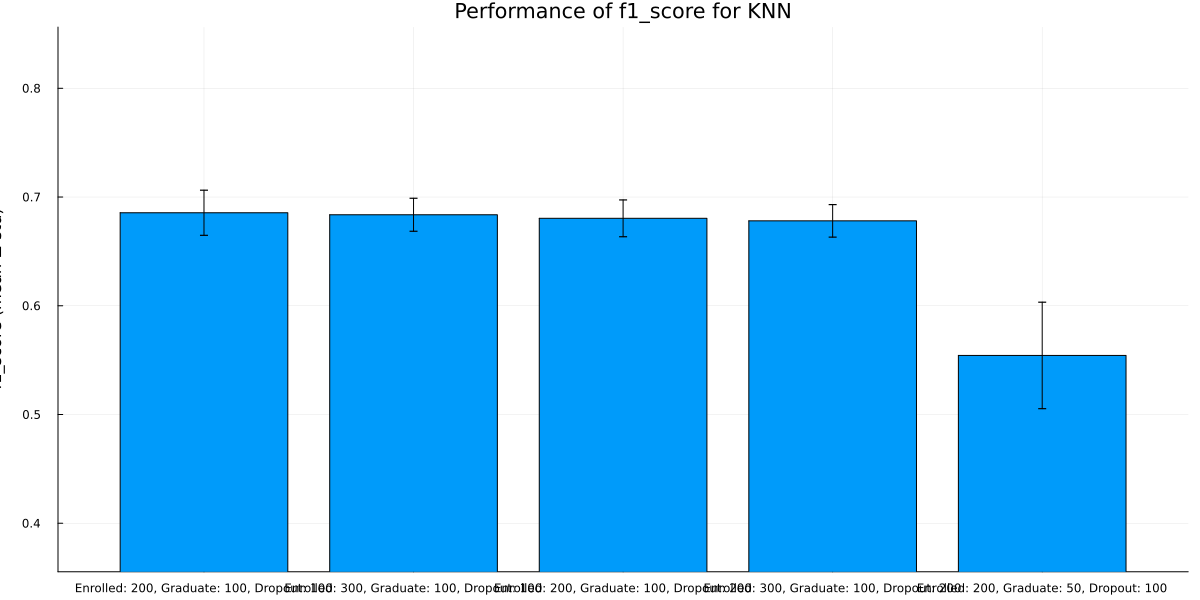 Performance of f1_score for KNN
0.8
0.7
0.6
0.5
0.4
Enrolled: 200, Graduate: 100, Dropout: 100
Enrolled: 300, Graduate: 100, Dropout: 100
Enrolled: 200, Graduate: 100, Dropout: 200
Enrolled: 300, Graduate: 100, Dropout: 200
Enrolled: 200, Graduate: 50, Dropout: 100